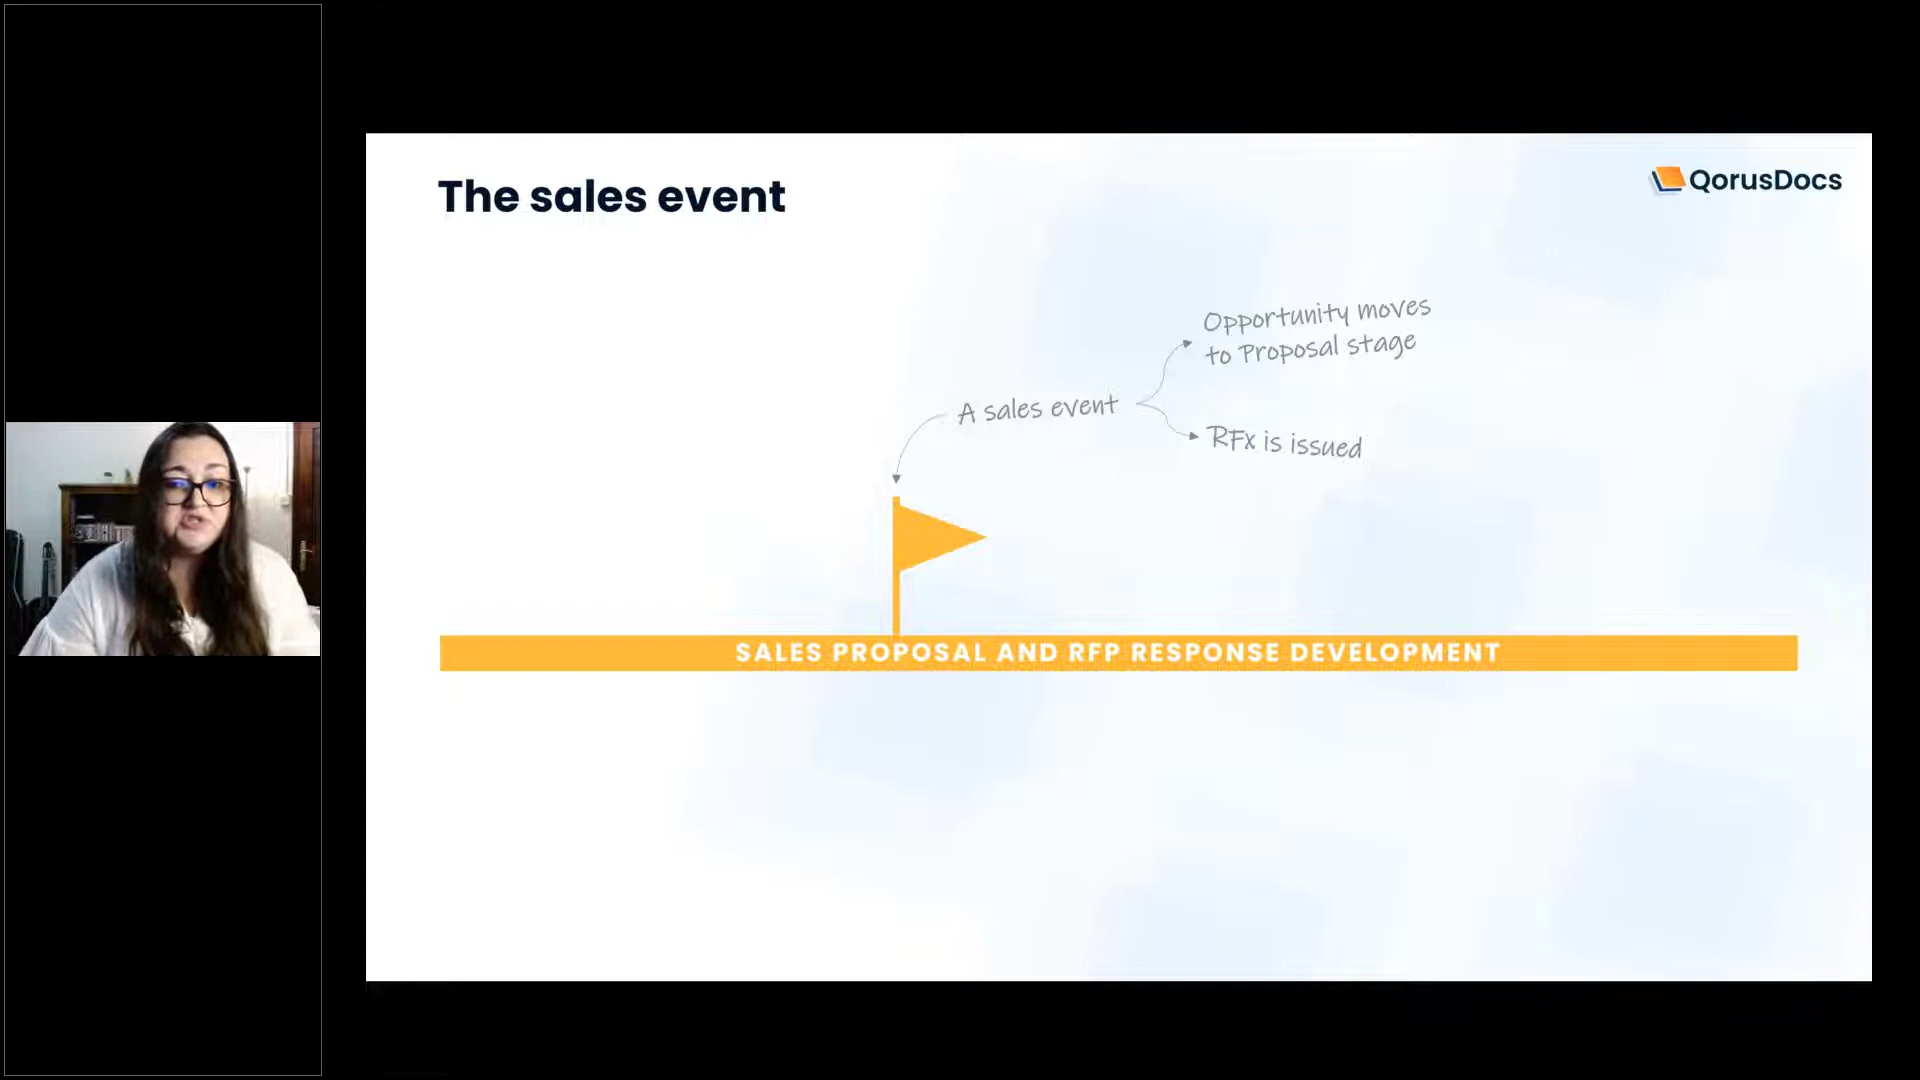 The sales event
QorusDocs
Opportunity moves
to Proposal stage
A sales event
RFx is issued
SALES PROPOSAL AND RFP RESPONSE DEVELOPMENT